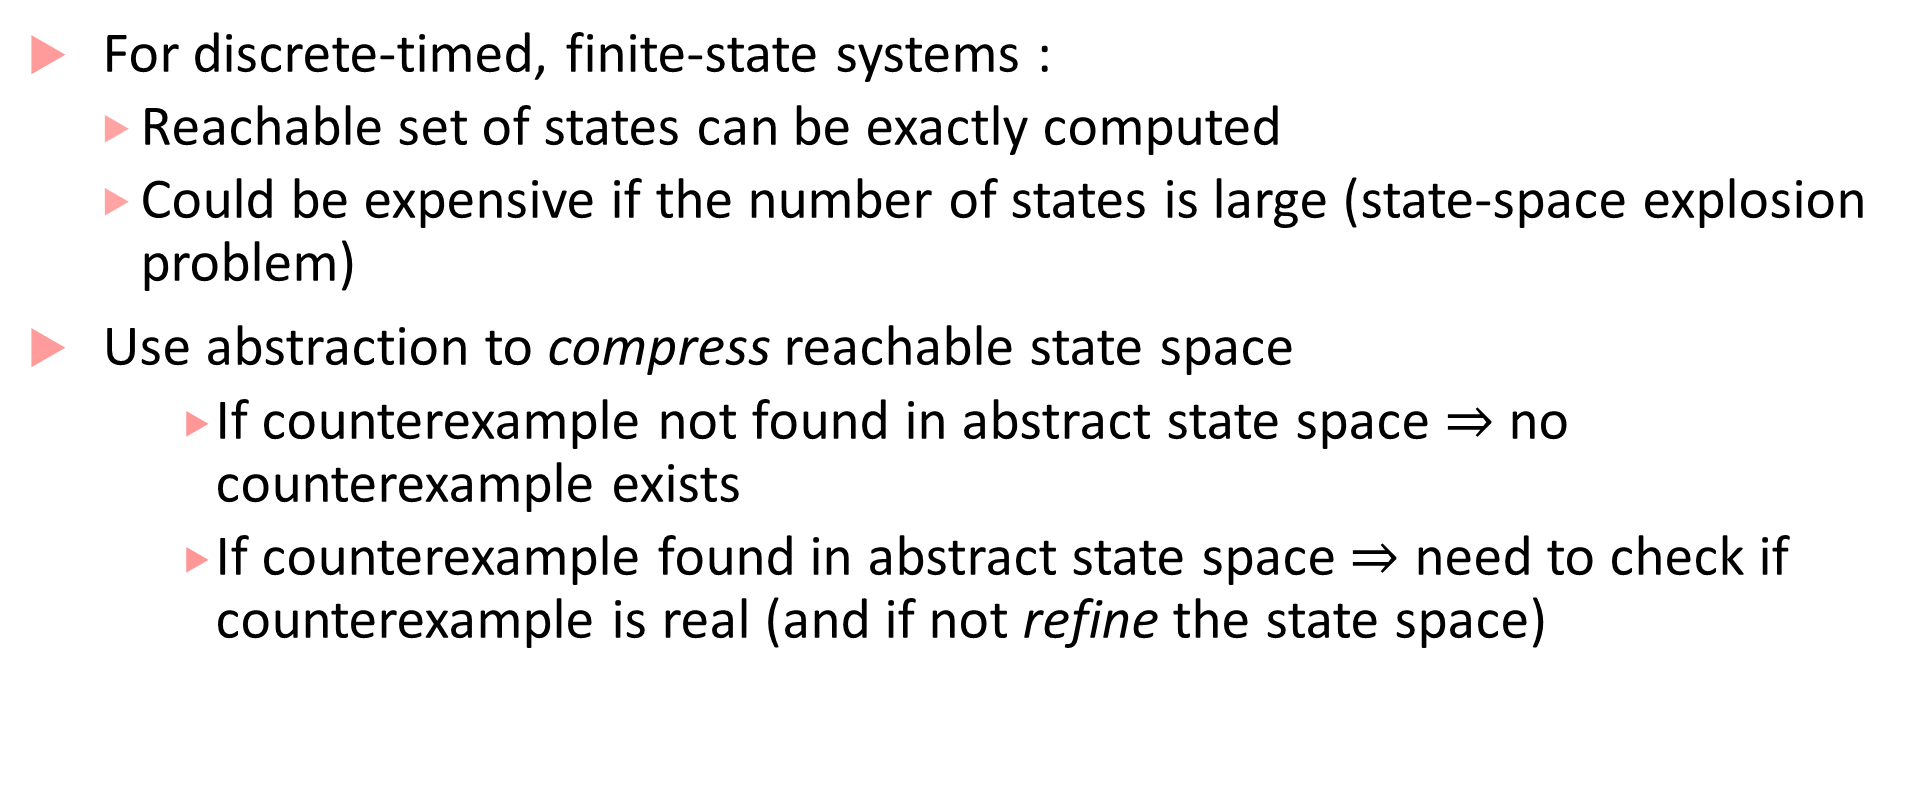 For discrete-timed, finite-state systems :
Reachable set of states can be exactly computed
Could be expensive if the number of states is large (state-space explosion
problem)
Use abstraction to compress reachable state space
If counterexample not found in abstract state space ⇒ no
counterexample exists
If counterexample found in abstract state space ⇒ need to check if
counterexample is real (and if not refine the state space)